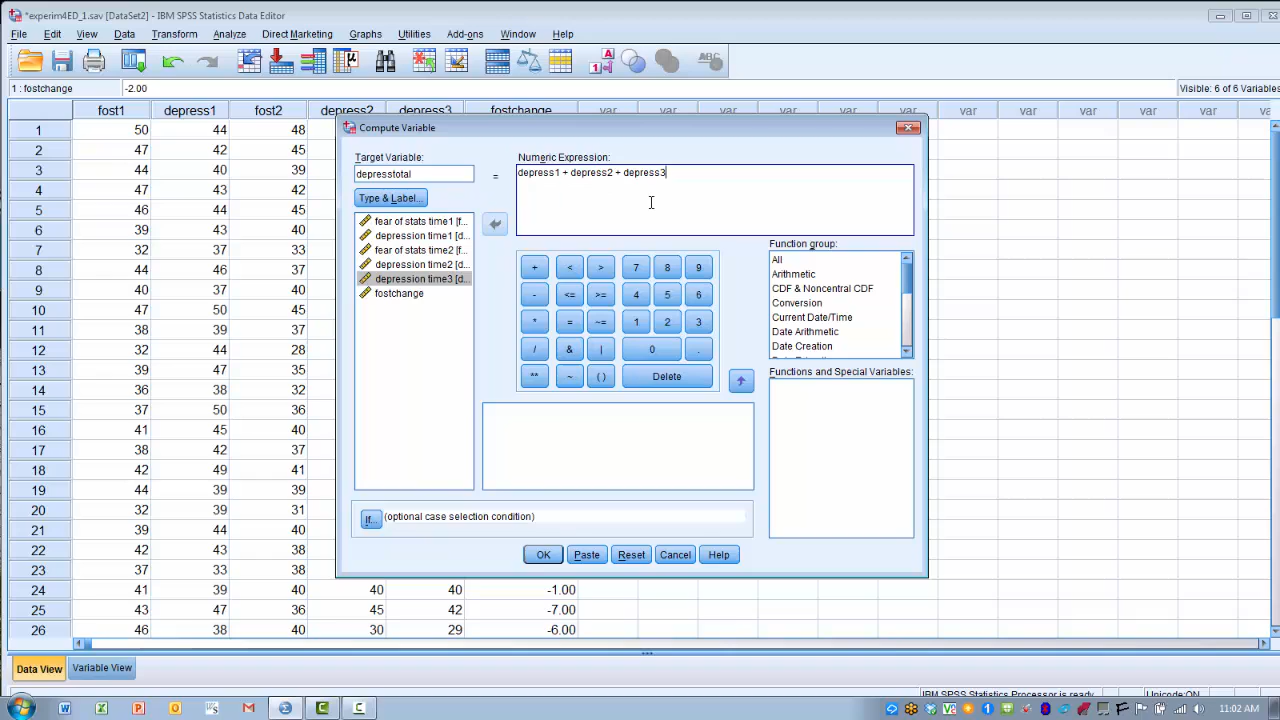 *experim4ED_1.sav [DataSet2] - IBM SPSS Statistics Data Editor
File Edit View Data Transform Analyze Direct Marketing Graphs Utilities Add-ons Window Help
1 : fostchange -2.00 Visible: 6 of 6 Variables
fost1 depress1 fost2 depress2 depress3 fostchange var var var var var var var var var var var
1 50 44 48
2 47 42 45
3 44 40 39
4 47 43 42
5 46 44 45
6 39 43 40
7 32 37 33
8 44 46 37
9 40 37 40
10 47 50 45
11 38 39 37
12 32 44 28
13 39 47 35
14 36 38 32
15 37 50 36
16 41 45 40
17 38 42 37
18 42 49 41
19 44 39 39
20 32 39 31
21 39 44 40
22 42 43 38
23 37 33 38
24 41 39 40 40 40 -1.00
25 43 47 36 45 42 -7.00
26 46 38 40 30 29 -6.00
Compute Variable
Target Variable:
depresstotal
=
Numeric Expression:
depress1 + depress2 + depress3
Type & Label...
fear of stats time1 [f...
depression time1 [d...
fear of stats time2 [f...
depression time2 [d...
depression time3 [d...
fostchange
+ < > 7 8 9
- <= >= 4 5 6
* = ~= 1 2 3
/ & | 0 .
** ~ ( ) Delete
Function group:
All
Arithmetic
CDF & Noncentral CDF
Conversion
Current Date/Time
Date Arithmetic
Date Creation
Functions and Special Variables:
If... (optional case selection condition)
OK Paste Reset Cancel Help
Data View Variable View
IBM SPSS Statistics Processor is ready Unicode:ON
11:02 AM